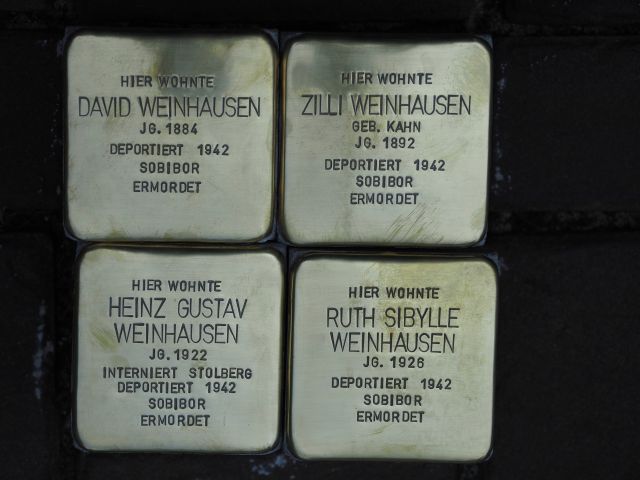 HIER WOHNTE
DAVID WEINHAUSEN
JG. 1884
DEPORTIERT 1942
SOBIBOR
ERMORDET
HIER WOHNTE
ZILLI WEINHAUSEN
GEB. KAHN
JG. 1892
DEPORTIERT 1942
SOBIBOR
ERMORDET
HIER WOHNTE
HEINZ GUSTAV
WEINHAUSEN
JG. 1922
INTERNIERT STOLBERG
DEPORTIERT 1942
SOBIBOR
ERMORDET
HIER WOHNTE
RUTH SIBYLLE
WEINHAUSEN
JG. 1926
DEPORTIERT 1942
SOBIBOR
ERMORDET